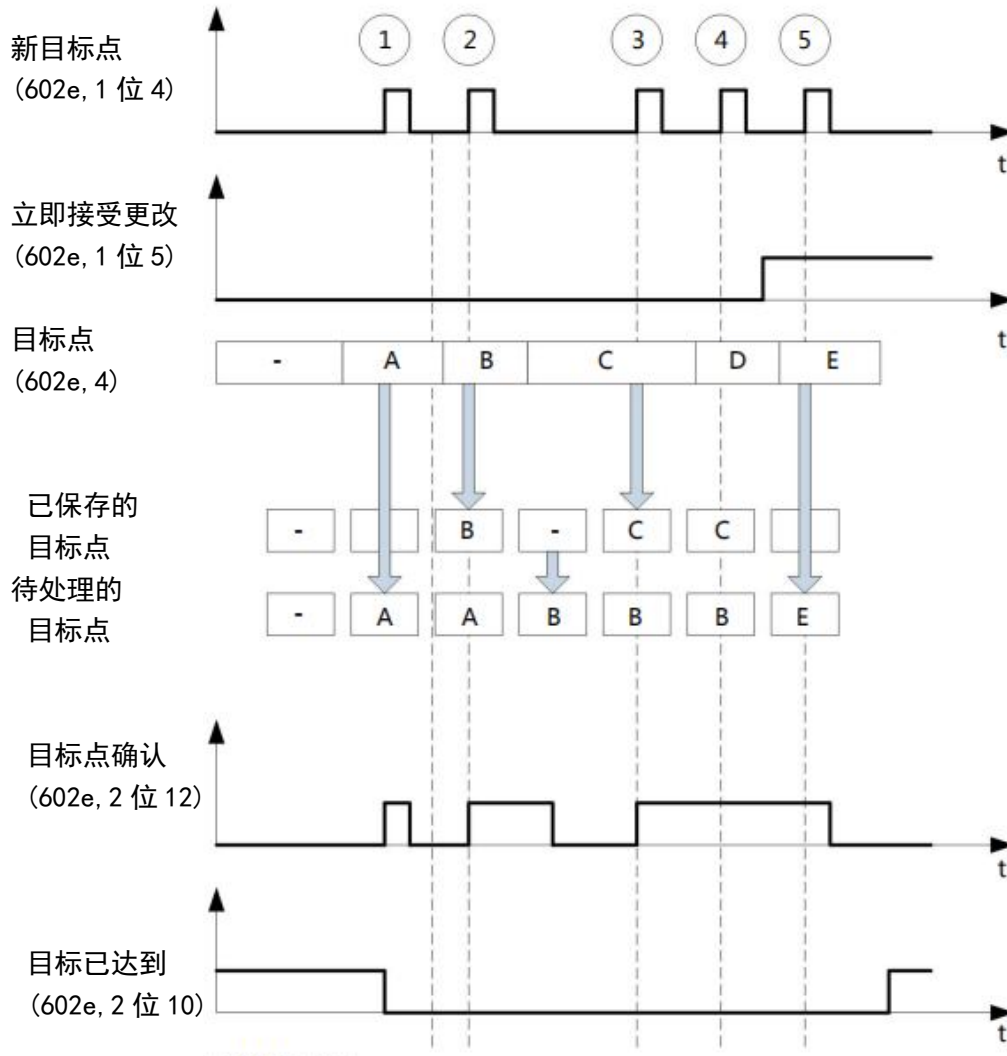 ① ② ③ ④ ⑤
新目标点
(602e, 1 位 4)
t
立即接受更改
(602e, 1 位 5)
t
目标点
(602e, 4)
- A B C D E
已保存的
目标点
- B - C C
待处理的
目标点
- A A B B B E
目标点确认
(602e, 2 位 12)
t
目标已达到
(602e, 2 位 10)
t